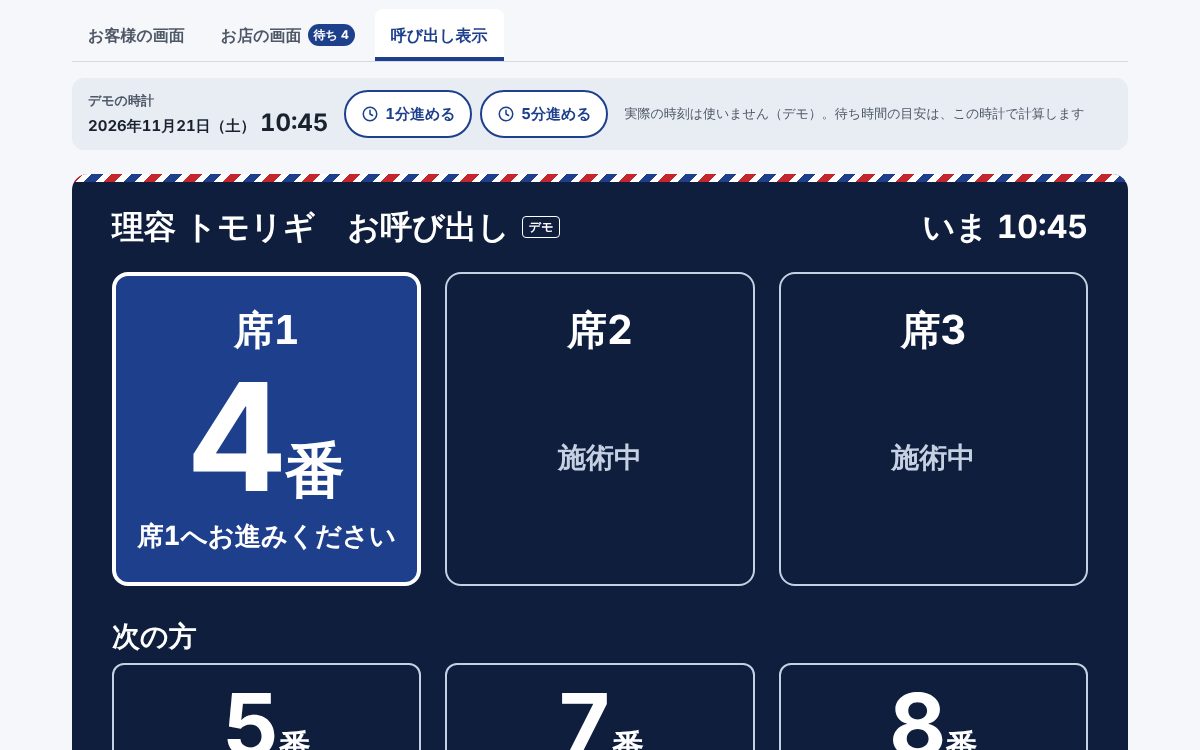 お客様の画面
お店の画面 待ち 4
呼び出し表示
デモの時計
2026年11月21日（土） 10:45
1分進める
5分進める
実際の時刻は使いません（デモ）。待ち時間の目安は、この時計で計算します
理容 トモリギ　お呼び出し デモ
いま 10:45
席1
4番
席1へお進みください
席2
施術中
席3
施術中
次の方
5番
7番
8番